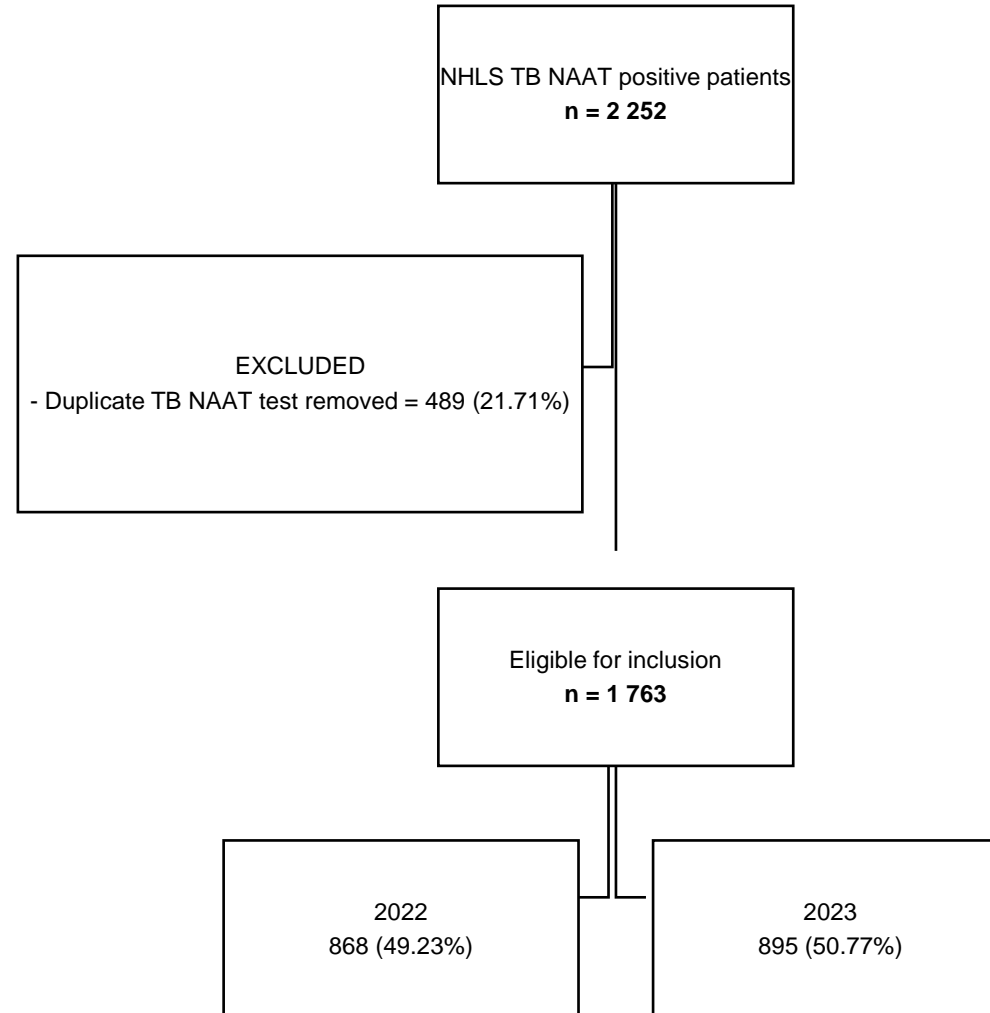 NHLS TB NAAT positive patients
n = 2 252
EXCLUDED
- Duplicate TB NAAT test removed = 489 (21.71%)
Eligible for inclusion
n = 1 763
2022
868 (49.23%)
2023
895 (50.77%)